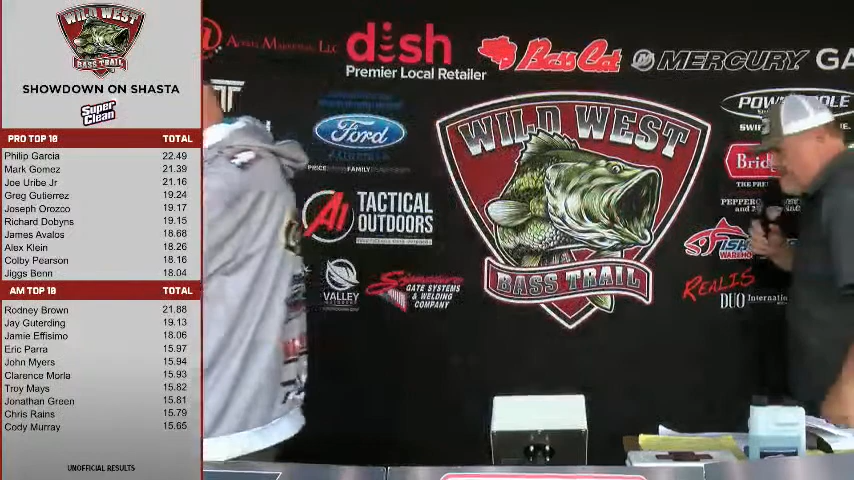 WILD WEST
BASS TRAIL
SHOWDOWN ON SHASTA
Super Clean
PRO TOP 10 TOTAL
Philip Garcia 22.49
Mark Gomez 21.39
Joe Uribe Jr 21.16
Greg Gutierrez 19.24
Joseph Orozco 19.17
Richard Dobyns 19.15
James Avalos 18.68
Alex Klein 18.26
Colby Pearson 18.16
Jiggs Benn 18.04
AM TOP 10 TOTAL
Rodney Brown 21.88
Jay Guterding 19.13
Jamie Effisimo 18.06
Eric Parra 15.97
John Myers 15.94
Clarence Morla 15.93
Troy Mays 15.82
Jonathan Green 15.81
Chris Rains 15.79
Cody Murray 15.65
UNOFFICIAL RESULTS
dish
Premier Local Retailer
Bass Cat
MERCURY
GA
Ford
TACTICAL
OUTDOORS
VALLEY
GATE SYSTEMS
& WELDING
COMPANY
WILD WEST
BASS TRAIL
POW
POLE
REALIS
DUO International